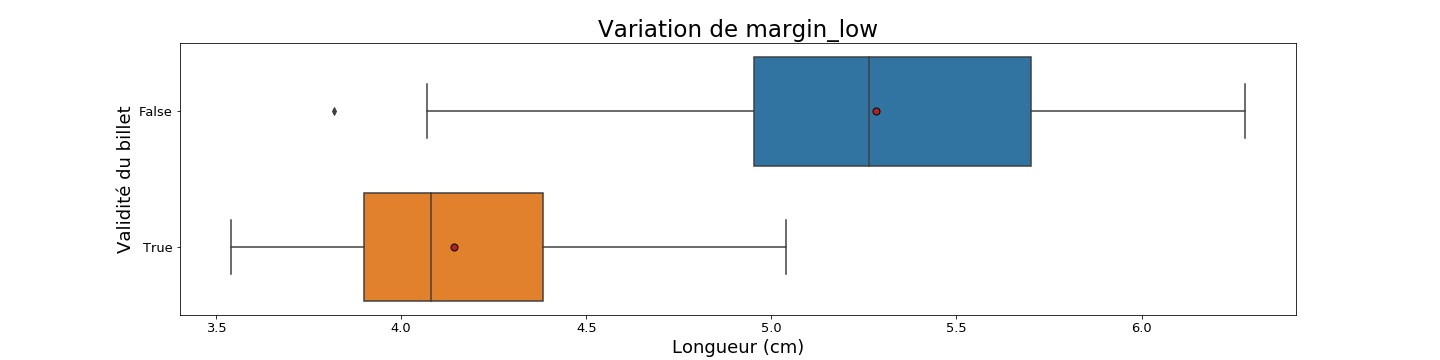 Variation de margin_low
Validité du billet
False
True
3.5 4.0 4.5 5.0 5.5 6.0
Longueur (cm)